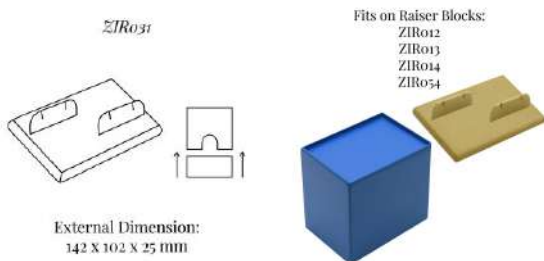 ZIR031
External Dimension:
142 x 102 x 25 mm
Fits on Raiser Blocks:
ZIR012
ZIR013
ZIR014
ZIR054